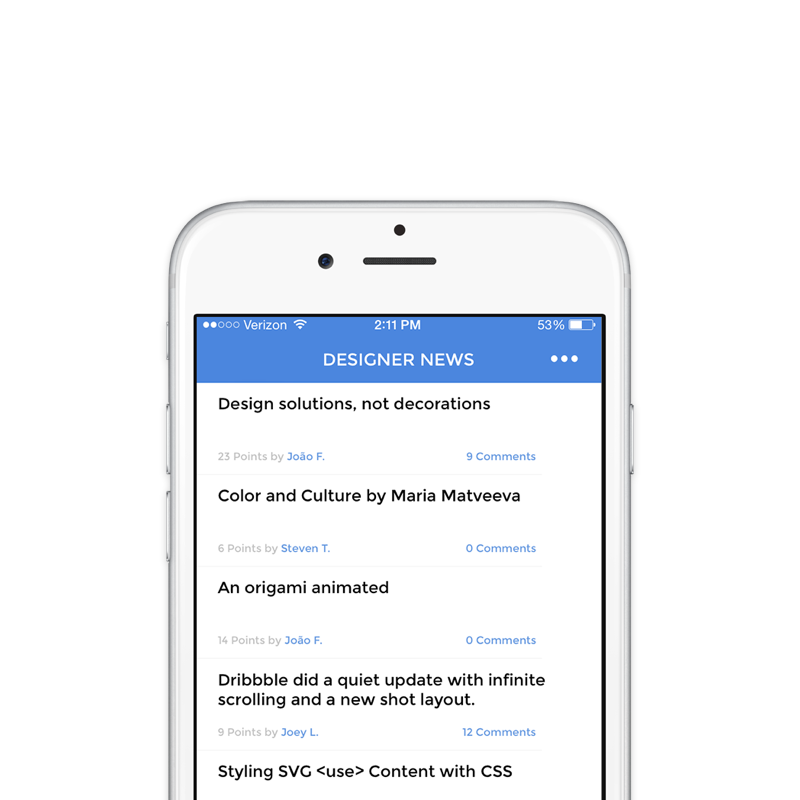 Verizon 2:11 PM 53%
DESIGNER NEWS
Design solutions, not decorations
23 Points by João F. 9 Comments
Color and Culture by Maria Matveeva
6 Points by Steven T. 0 Comments
An origami animated
14 Points by João F. 0 Comments
Dribbble did a quiet update with infinite
scrolling and a new shot layout.
9 Points by Joey L. 12 Comments
Styling SVG <use> Content with CSS